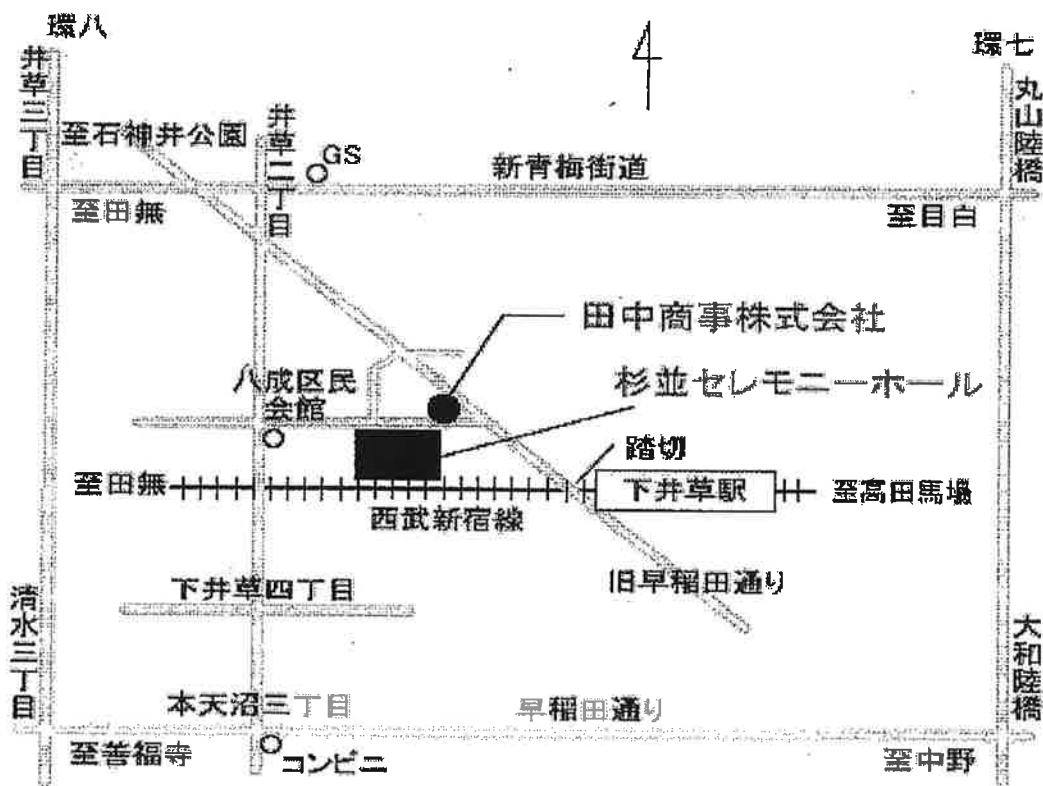 環八
環七
井草三丁目
至石神井公園
井草二丁目
GS
新青梅街道
丸山陸橋
至田無
至目白
田中商事株式会社
八成区民
会館
杉並セレモニーホール
踏切
至田無
下井草駅
至高田馬場
西武新宿線
旧早稲田通り
下井草四丁目
清水三丁目
大和陸橋
本天沼三丁目
早稲田通り
至善福寺
コンビニ
至中野